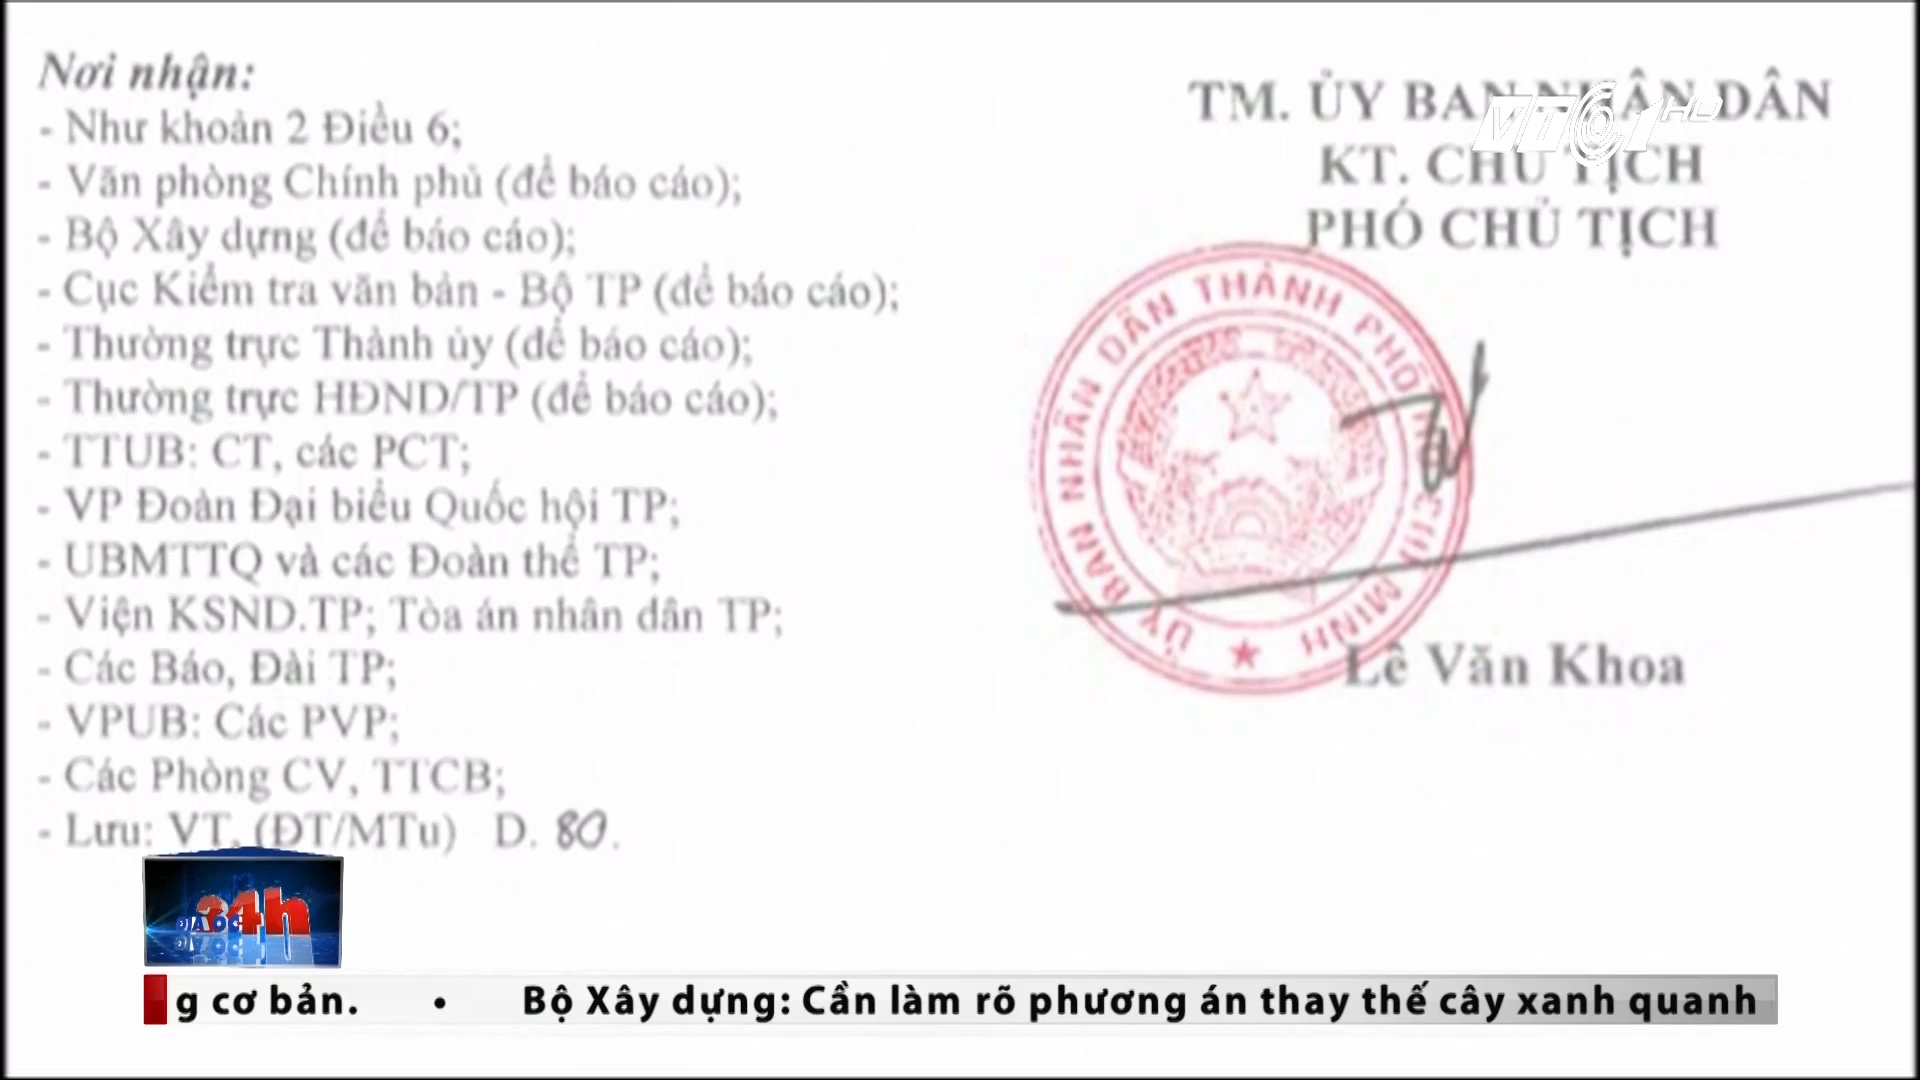 Nơi nhận:
- Như khoản 2 Điều 6;
- Văn phòng Chính phủ (để báo cáo);
- Bộ Xây dựng (để báo cáo);
- Cục Kiểm tra văn bản - Bộ TP (để báo cáo);
- Thường trực Thành ủy (để báo cáo);
- Thường trực HĐND/TP (để báo cáo);
- TTUB: CT, các PCT;
- VP Đoàn Đại biểu Quốc hội TP;
- UBMTTQ và các Đoàn thể TP;
- Viện KSND.TP; Tòa án nhân dân TP;
- Các Báo, Đài TP;
- VPUB: Các PVP;
- Các Phòng CV, TTCB;
- Lưu: VT, (ĐT/MTu) D. 80.
TM. ỦY BAN NHÂN DÂN
KT. CHỦ TỊCH
PHÓ CHỦ TỊCH
VTC1 HD
ỦY BAN NHÂN DÂN THÀNH PHỐ HỒ CHÍ MINH
Lê Văn Khoa
24h
ĐỊA ỐC
g cơ bản. • Bộ Xây dựng: Cần làm rõ phương án thay thế cây xanh quanh